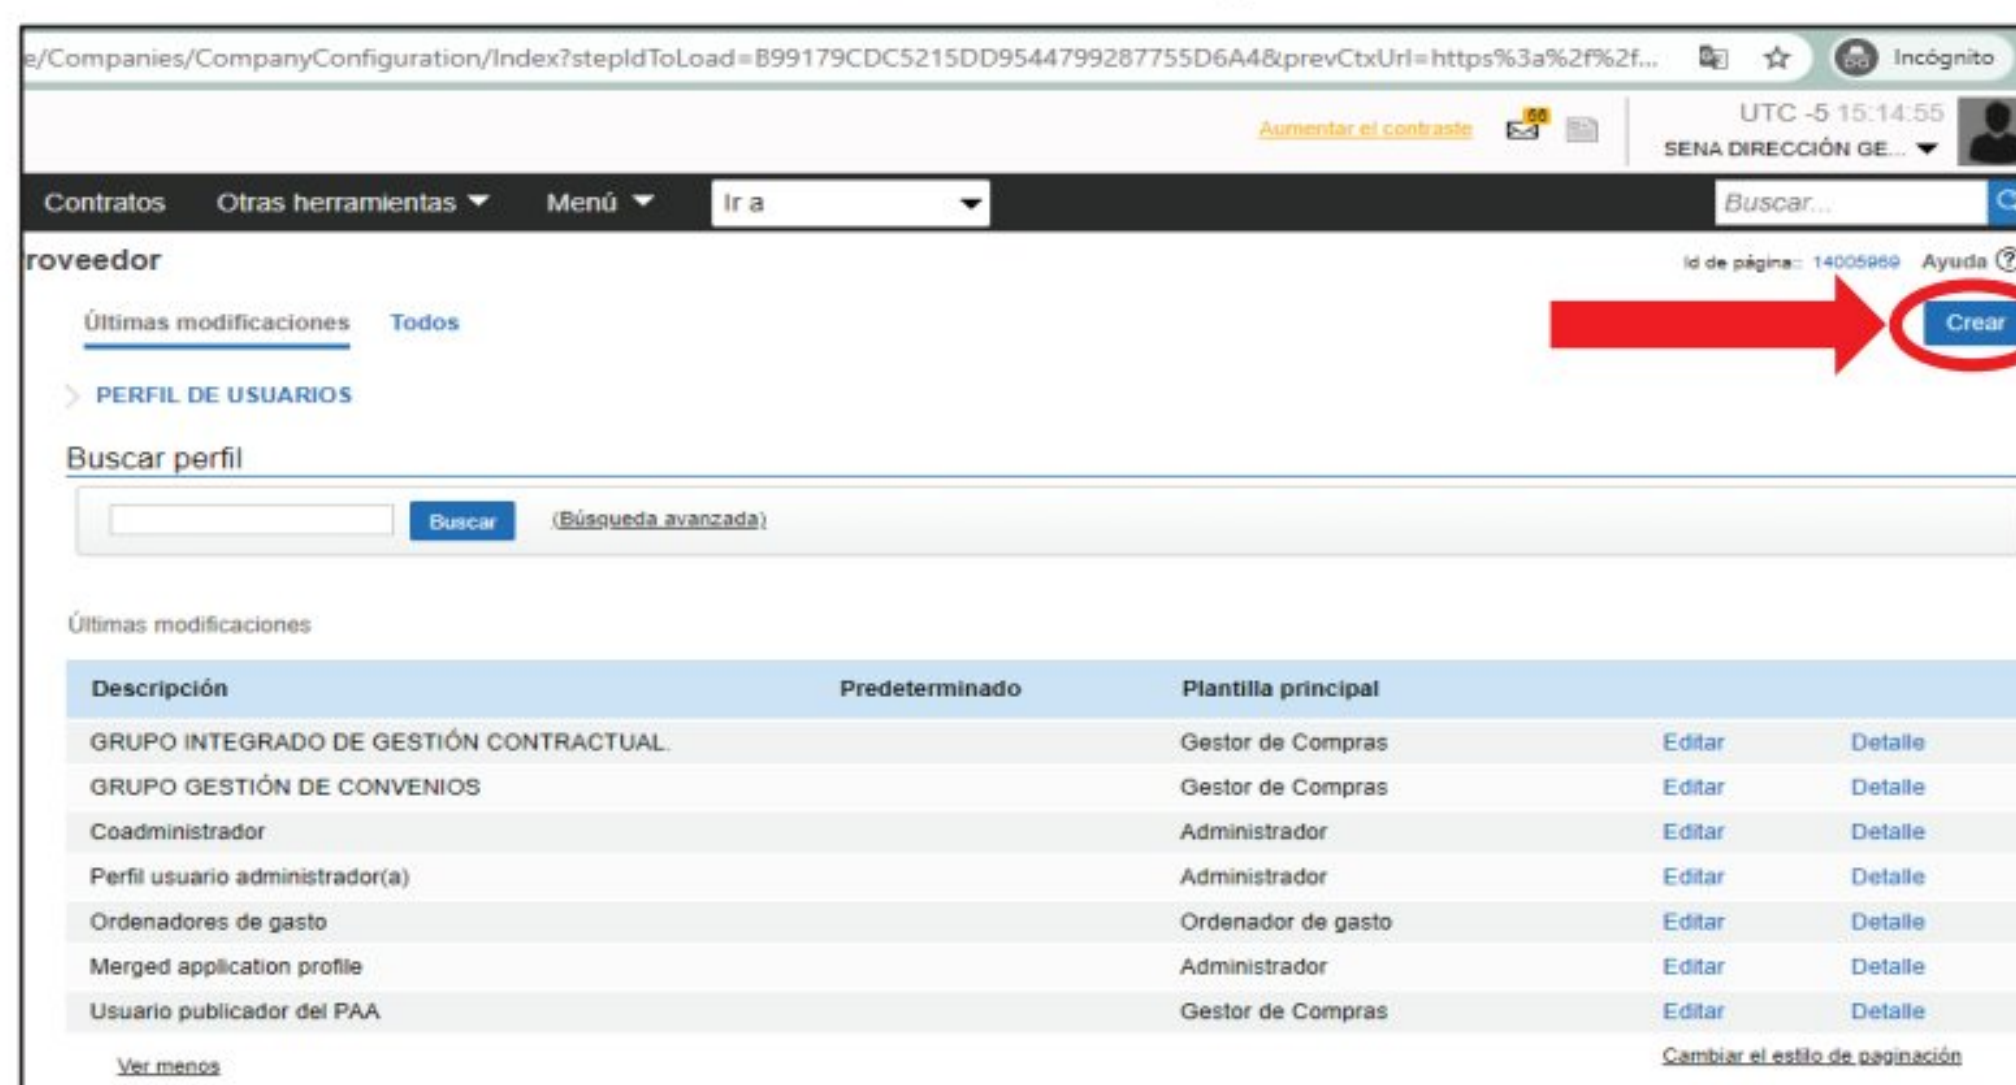 e/Companies/CompanyConfiguration/Index?stepIdToLoad=B99179CDC5215DD9544799287755D6A4&prevCtxUrl=https%3a%2f%2f... Incógnito
Aumentar el contraste 66 UTC -5 15:14:55
SENA DIRECCIÓN GE...
Contratos Otras herramientas Menú Ir a Buscar...
roveedor Id de página:: 14005969 Ayuda ?
Últimas modificaciones Todos Crear
PERFIL DE USUARIOS
Buscar perfil
Buscar (Búsqueda avanzada)
Últimas modificaciones
Descripción Predeterminado Plantilla principal
GRUPO INTEGRADO DE GESTIÓN CONTRACTUAL. Gestor de Compras Editar Detalle
GRUPO GESTIÓN DE CONVENIOS Gestor de Compras Editar Detalle
Coadministrador Administrador Editar Detalle
Perfil usuario administrador(a) Administrador Editar Detalle
Ordenadores de gasto Ordenador de gasto Editar Detalle
Merged application profile Administrador Editar Detalle
Usuario publicador del PAA Gestor de Compras Editar Detalle
Ver menos Cambiar el estilo de paginación